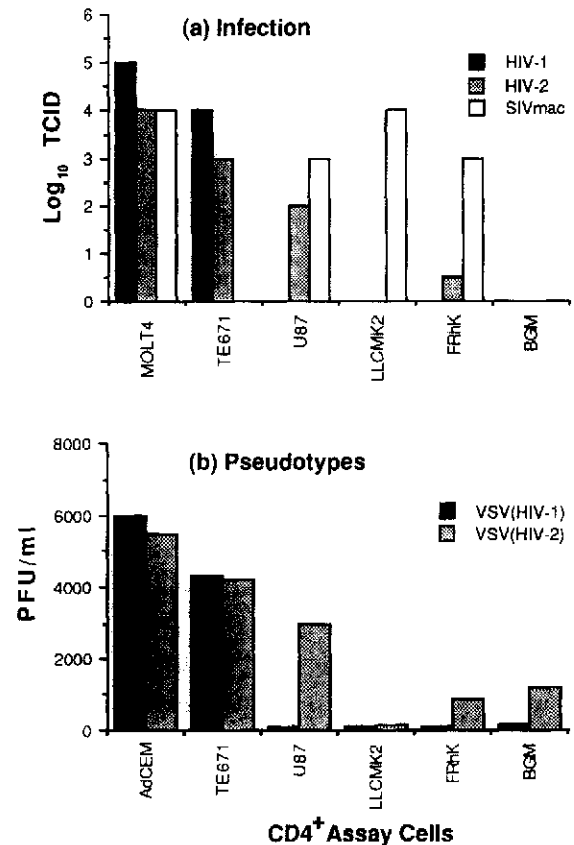 (a) Infection
HIV-1
HIV-2
SIVmac
Log10 TCID
6
5
4
3
2
1
0
MOLT4
TE671
U87
LLCMK2
FRhK
BGM
(b) Pseudotypes
VSV(HIV-1)
VSV(HIV-2)
PFU/ml
8000
6000
4000
2000
0
AdCEM
TE671
U87
LLCMK2
FRhK
BGM
CD4+ Assay Cells